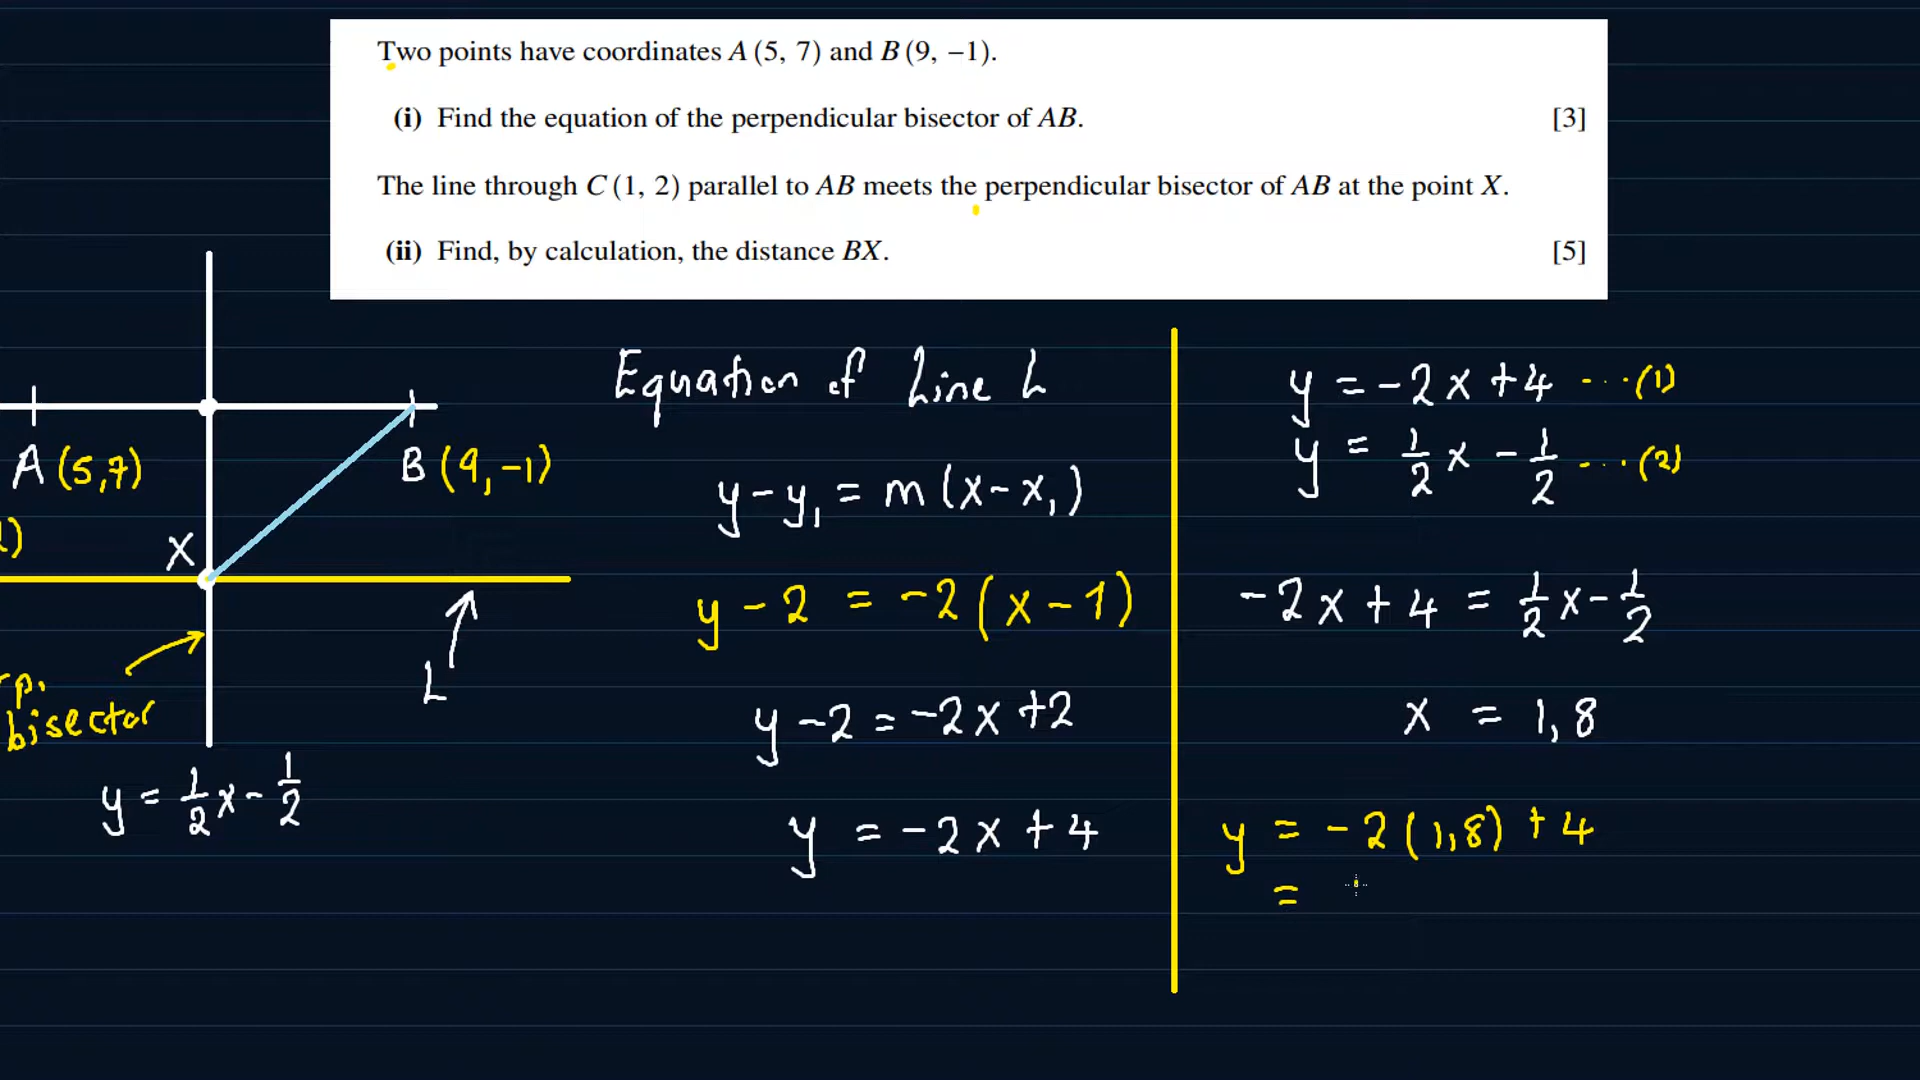 Two points have coordinates A (5, 7) and B (9, −1).
(i) Find the equation of the perpendicular bisector of AB. [3]
The line through C (1, 2) parallel to AB meets the perpendicular bisector of AB at the point X.
(ii) Find, by calculation, the distance BX. [5]
A (5,7)
B (9,-1)
X
L
bisector
y = 1/2 x - 1/2
Equation of Line L
y - y₁ = m (x - x₁)
y - 2 = -2 (x - 1)
y - 2 = -2x + 2
y = -2x + 4
y = -2x + 4 ...(1)
y = 1/2 x - 1/2 ...(2)
-2x + 4 = 1/2 x - 1/2
x = 1,8
y = -2 (1,8) + 4
=